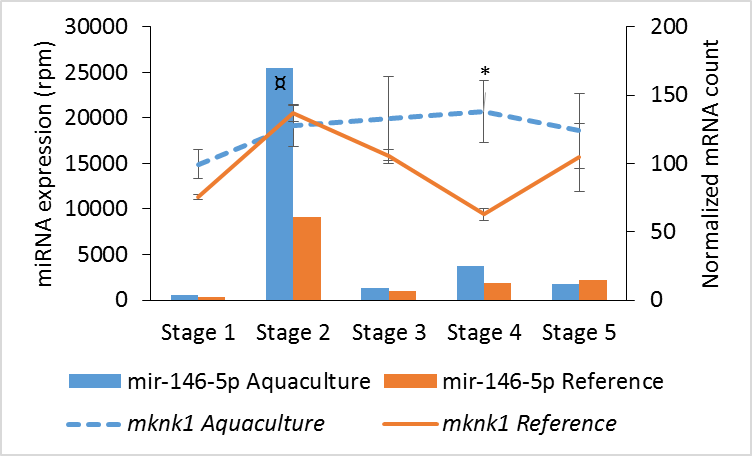 miRNA expression (rpm)
30000
25000
20000
15000
10000
5000
0
¤
*
200
150
100
50
0
Normalized mRNA count
Stage 1 Stage 2 Stage 3 Stage 4 Stage 5
mir-146-5p Aquaculture mir-146-5p Reference
mknk1 Aquaculture mknk1 Reference